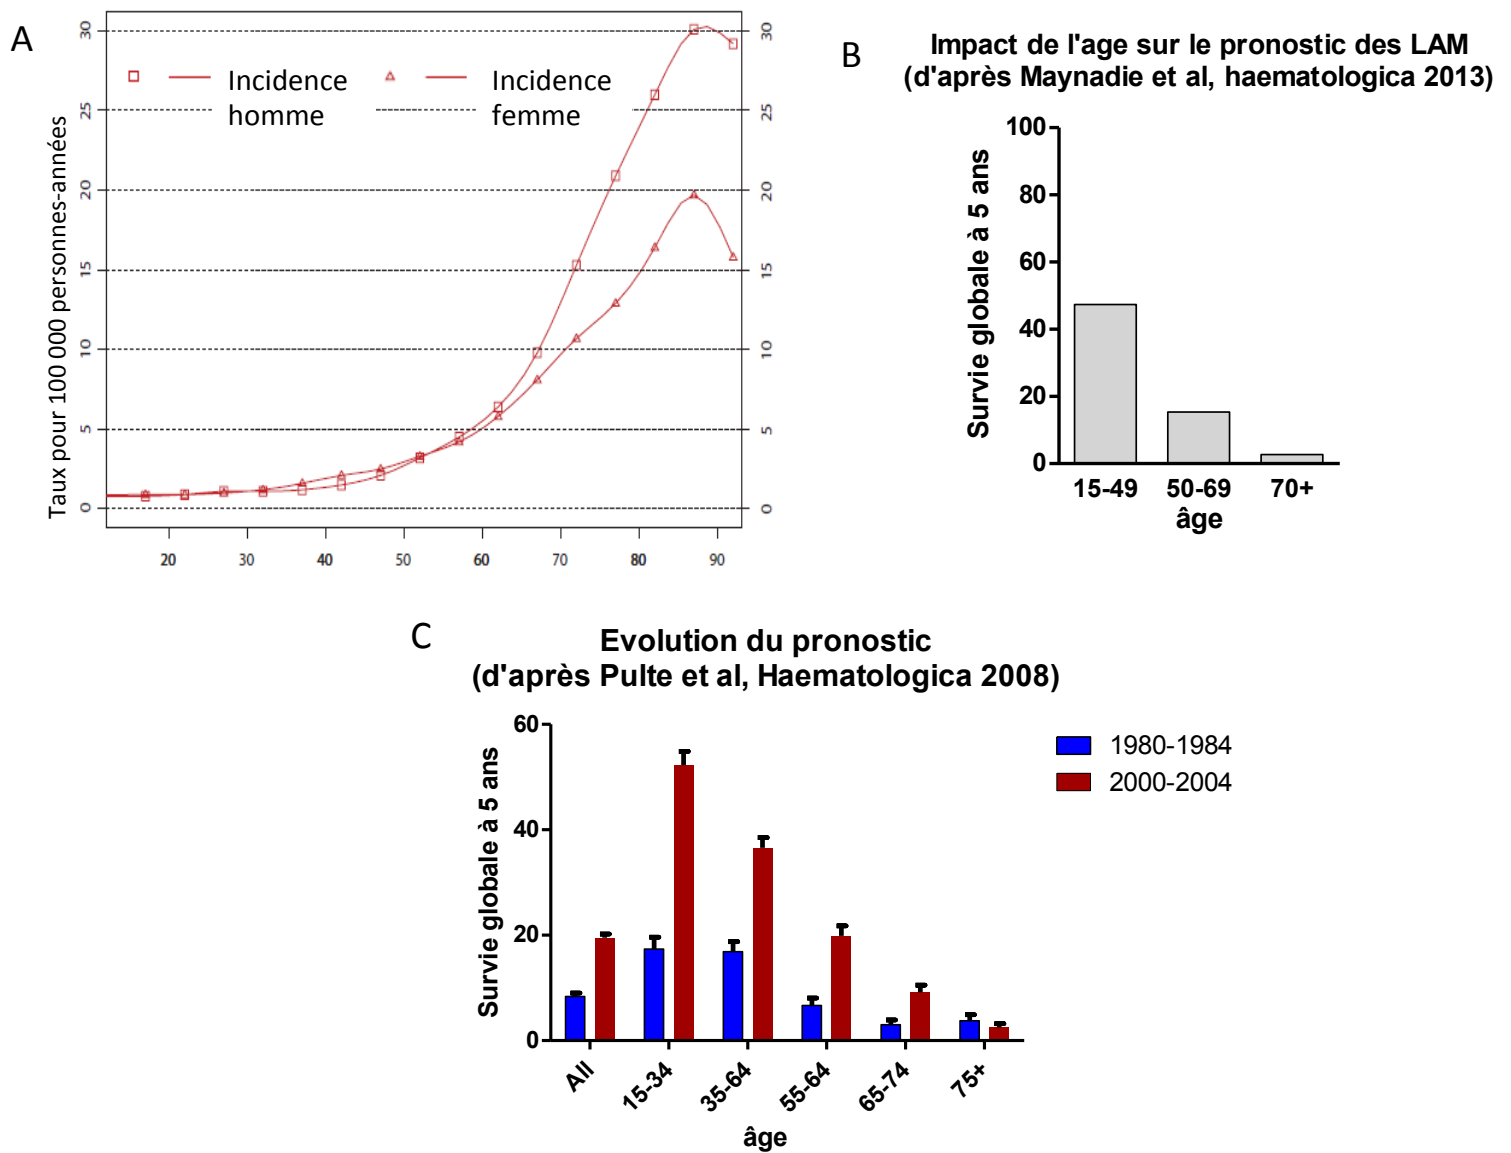 A
Taux pour 100 000 personnes-années
30
25
20
15
10
5
0
30
25
20
15
10
5
0
Incidence
homme
Incidence
femme
20 30 40 50 60 70 80 90
B
Impact de l'age sur le pronostic des LAM
(d'après Maynadie et al, haematologica 2013)
Survie globale à 5 ans
100
80
60
40
20
0
15-49 50-69 70+
âge
C
Evolution du pronostic
(d'après Pulte et al, Haematologica 2008)
Survie globale à 5 ans
60
40
20
0
1980-1984
2000-2004
All 15-34 35-64 55-64 65-74 75+
âge